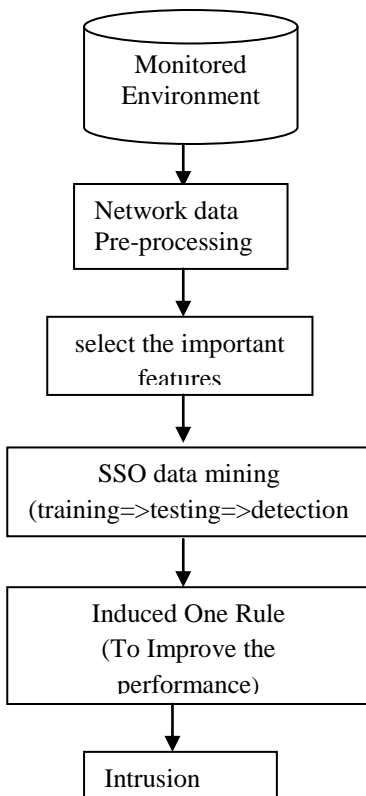 Monitored
Environment
Network data
Pre-processing
select the important
features
SSO data mining
(training=>testing=>detection
Induced One Rule
(To Improve the
performance)
Intrusion